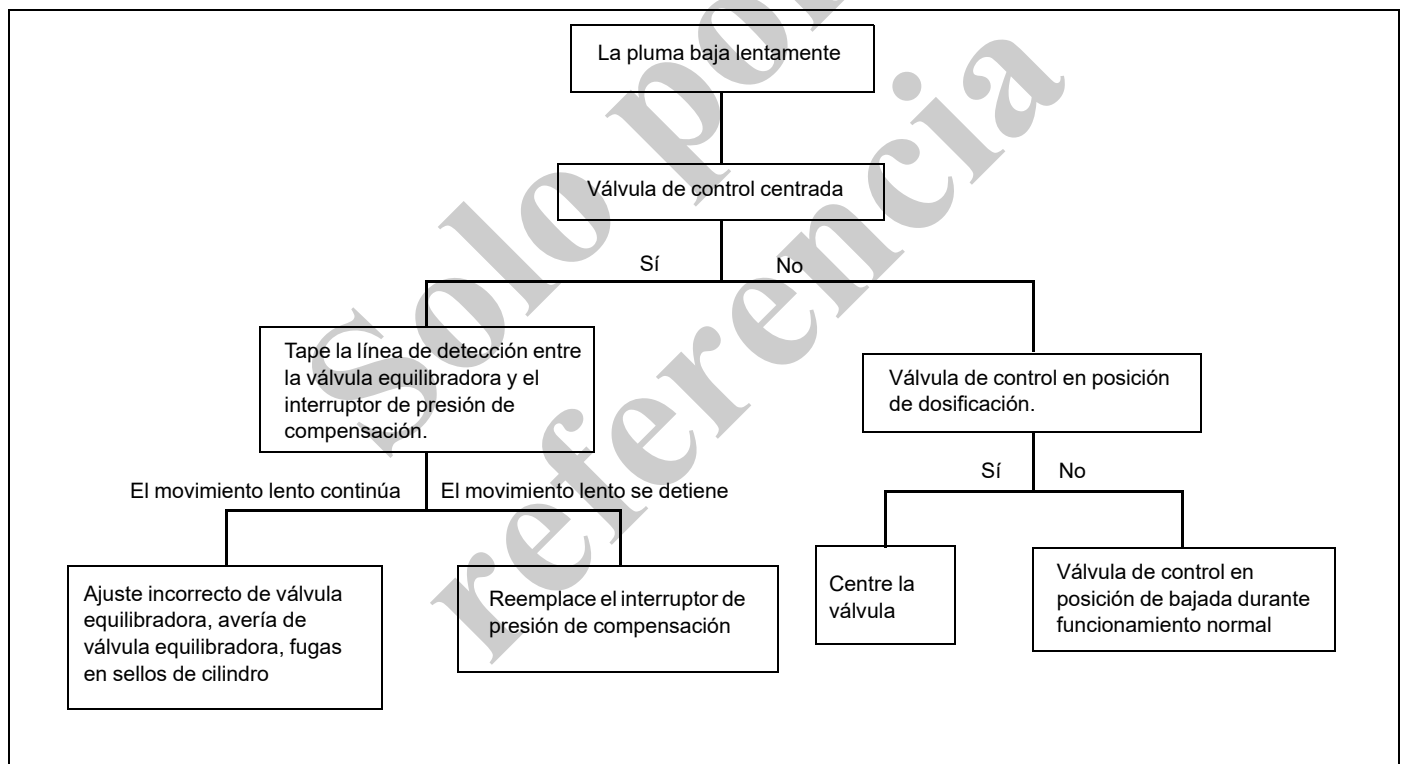 La pluma baja lentamente
Válvula de control centrada
Sí
No
Tape la línea de detección entre
la válvula equilibradora y el
interruptor de presión de
compensación.
Válvula de control en posición
de dosificación.
El movimiento lento continúa
El movimiento lento se detiene
Sí
No
Ajuste incorrecto de válvula
equilibradora, avería de
válvula equilibradora, fugas
en sellos de cilindro
Reemplace el interruptor de
presión de compensación
Centre la
válvula
Válvula de control en
posición de bajada durante
funcionamiento normal
Solo po
referencia